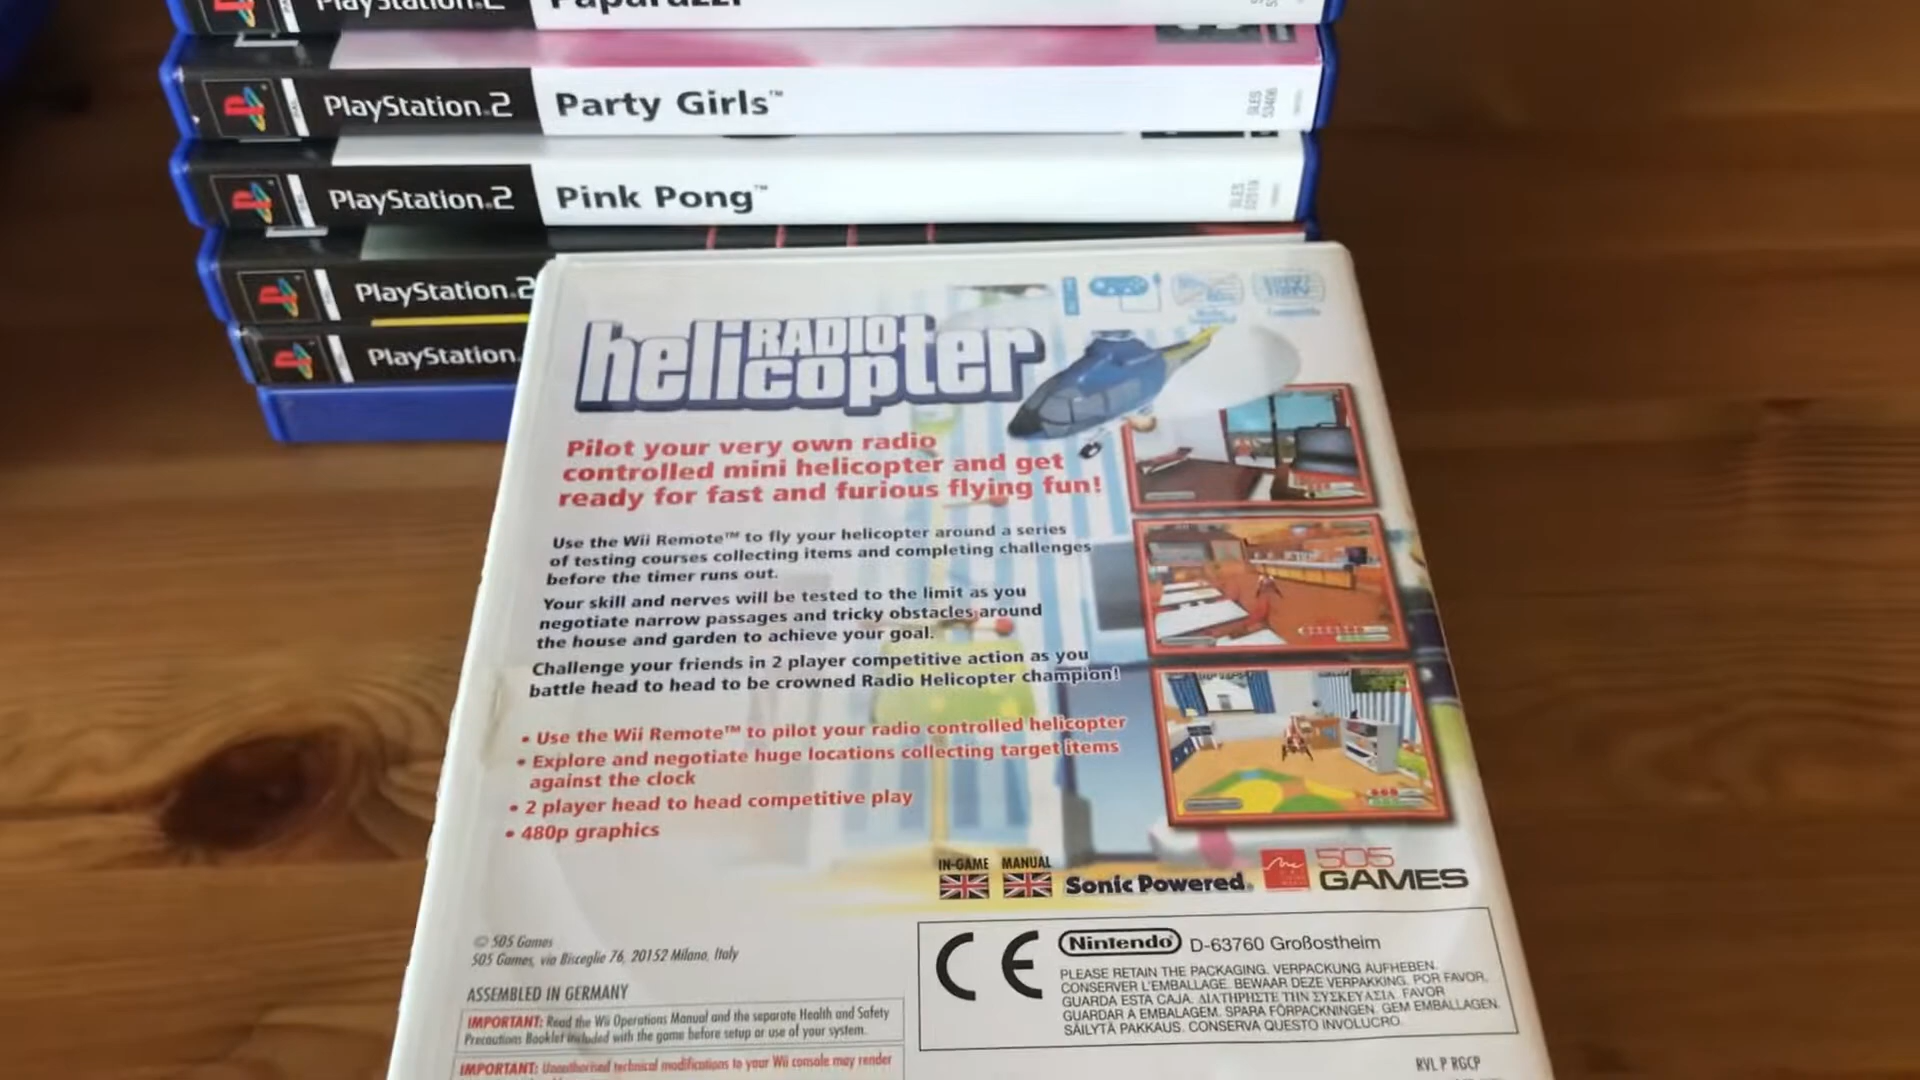 PlayStation.2
Paparazzi
PlayStation.2
Party Girls™
SLES
53406
PlayStation.2
Pink Pong™
SLES
PlayStation.2
PlayStation.
RADIO
helicopter
Pilot your very own radio
controlled mini helicopter and get
ready for fast and furious flying fun!
Use the Wii Remote™ to fly your helicopter around a series
of testing courses collecting items and completing challenges
before the timer runs out.
Your skill and nerves will be tested to the limit as you
negotiate narrow passages and tricky obstacles around
the house and garden to achieve your goal.
Challenge your friends in 2 player competitive action as you
battle head to head to be crowned Radio Helicopter champion!
• Use the Wii Remote™ to pilot your radio controlled helicopter
• Explore and negotiate huge locations collecting target items
against the clock
• 2 player head to head competitive play
• 480p graphics
IN-GAME MANUAL
Sonic Powered.
505
GAMES
© 505 Games
505 Games, via Bisceglie 76, 20152 Milano, Italy
ASSEMBLED IN GERMANY
IMPORTANT: Read the Wii Operations Manual and the separate Health and Safety
Precautions Booklet included with the game before setup or use of your system.
IMPORTANT: Unauthorised technical modifications to your Wii console may render
CE
Nintendo D-63760 Großostheim
PLEASE RETAIN THE PACKAGING. VERPACKUNG AUFHEBEN.
CONSERVER L'EMBALLAGE. BEWAAR DEZE VERPAKKING. POR FAVOR,
GUARDA ESTA CAJA. ΔΙΑΤΗΡΗΣΤΕ ΤΗΝ ΣΥΣΚΕΥΑΣΙΑ. FAVOR
GUARDAR A EMBALAGEM. SPARA FÖRPACKNINGEN. GEM EMBALLAGEN.
SÄILYTÄ PAKKAUS. CONSERVA QUESTO INVOLUCRO.
RVL P RGCP